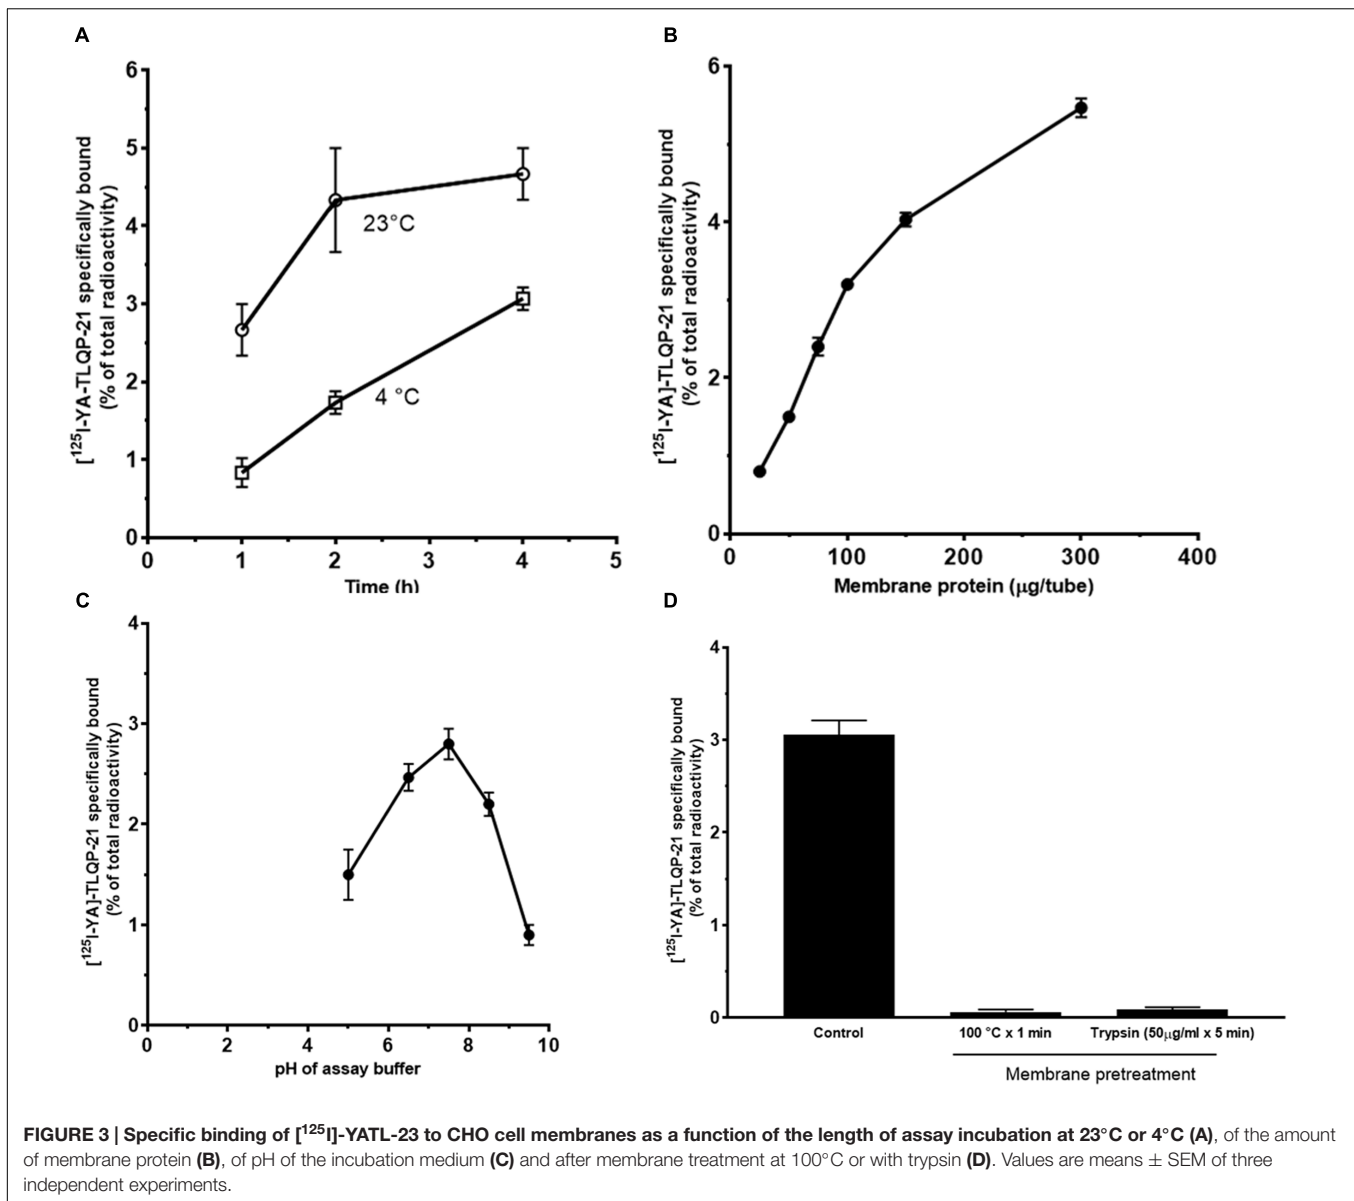 A
[125I-YA-TLQP-21 specifically bound
(% of total radioactivity)
6
5
4
3
2
1
0
23°C
4 °C
0 1 2 3 4 5
Time (h)
B
[125I-YA]-TLQP-21 specifically bound
(% of total radioactivity)
6
4
2
0
0 100 200 300 400
Membrane protein (μg/tube)
C
[125I-YA]-TLQP-21 specifically bound
(% of total radioactivity)
4
3
2
1
0
0 2 4 6 8 10
pH of assay buffer
D
[125I-YA]-TLQP-21 specifically bound
(% of total radioactivity)
4
3
2
1
0
Control 100 °C x 1 min Trypsin (50μg/ml x 5 min)
Membrane pretreatment
FIGURE 3 | Specific binding of [125I]-YATL-23 to CHO cell membranes as a function of the length of assay incubation at 23°C or 4°C (A), of the amount
of membrane protein (B), of pH of the incubation medium (C) and after membrane treatment at 100°C or with trypsin (D). Values are means ± SEM of three
independent experiments.